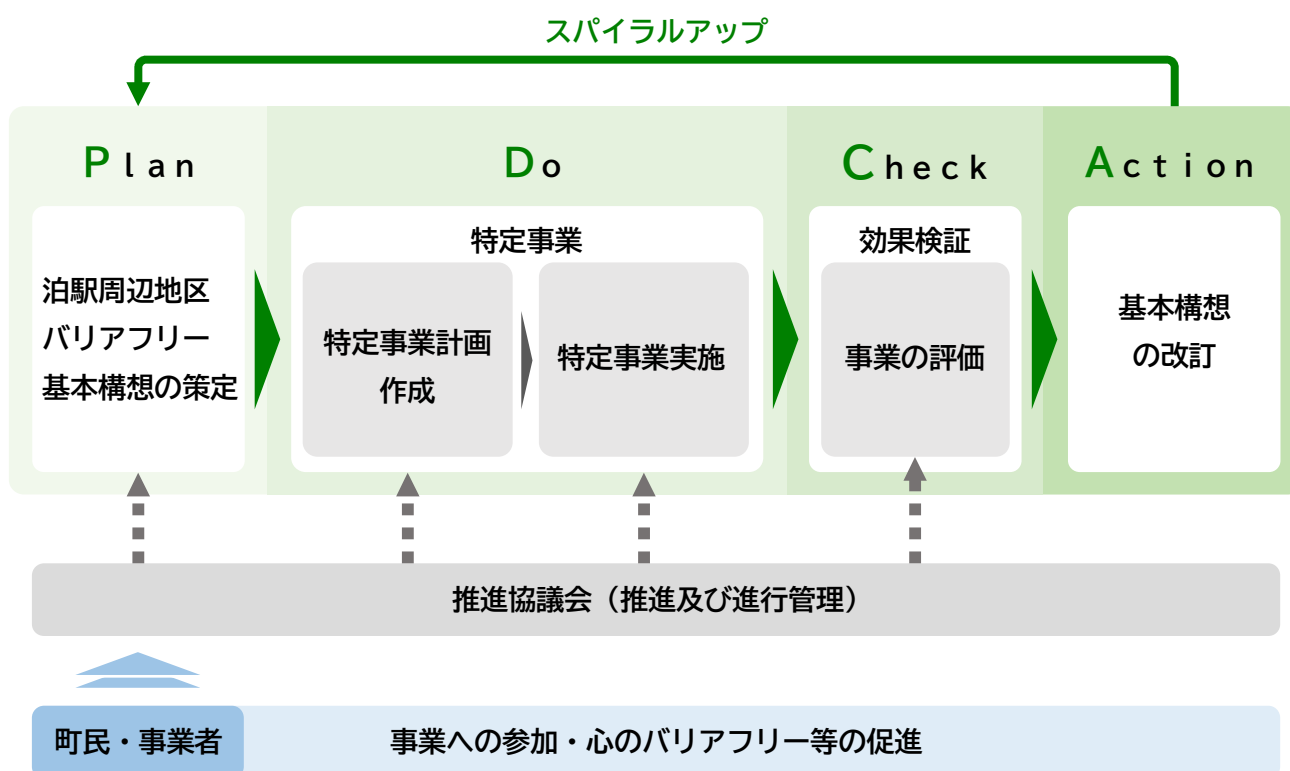 スパイラルアップ
Plan
Do
Check
Action
泊駅周辺地区
バリアフリー
基本構想の策定
特定事業
特定事業計画
作成
特定事業実施
効果検証
事業の評価
基本構想
の改訂
推進協議会（推進及び進行管理）
町民・事業者
事業への参加・心のバリアフリー等の促進